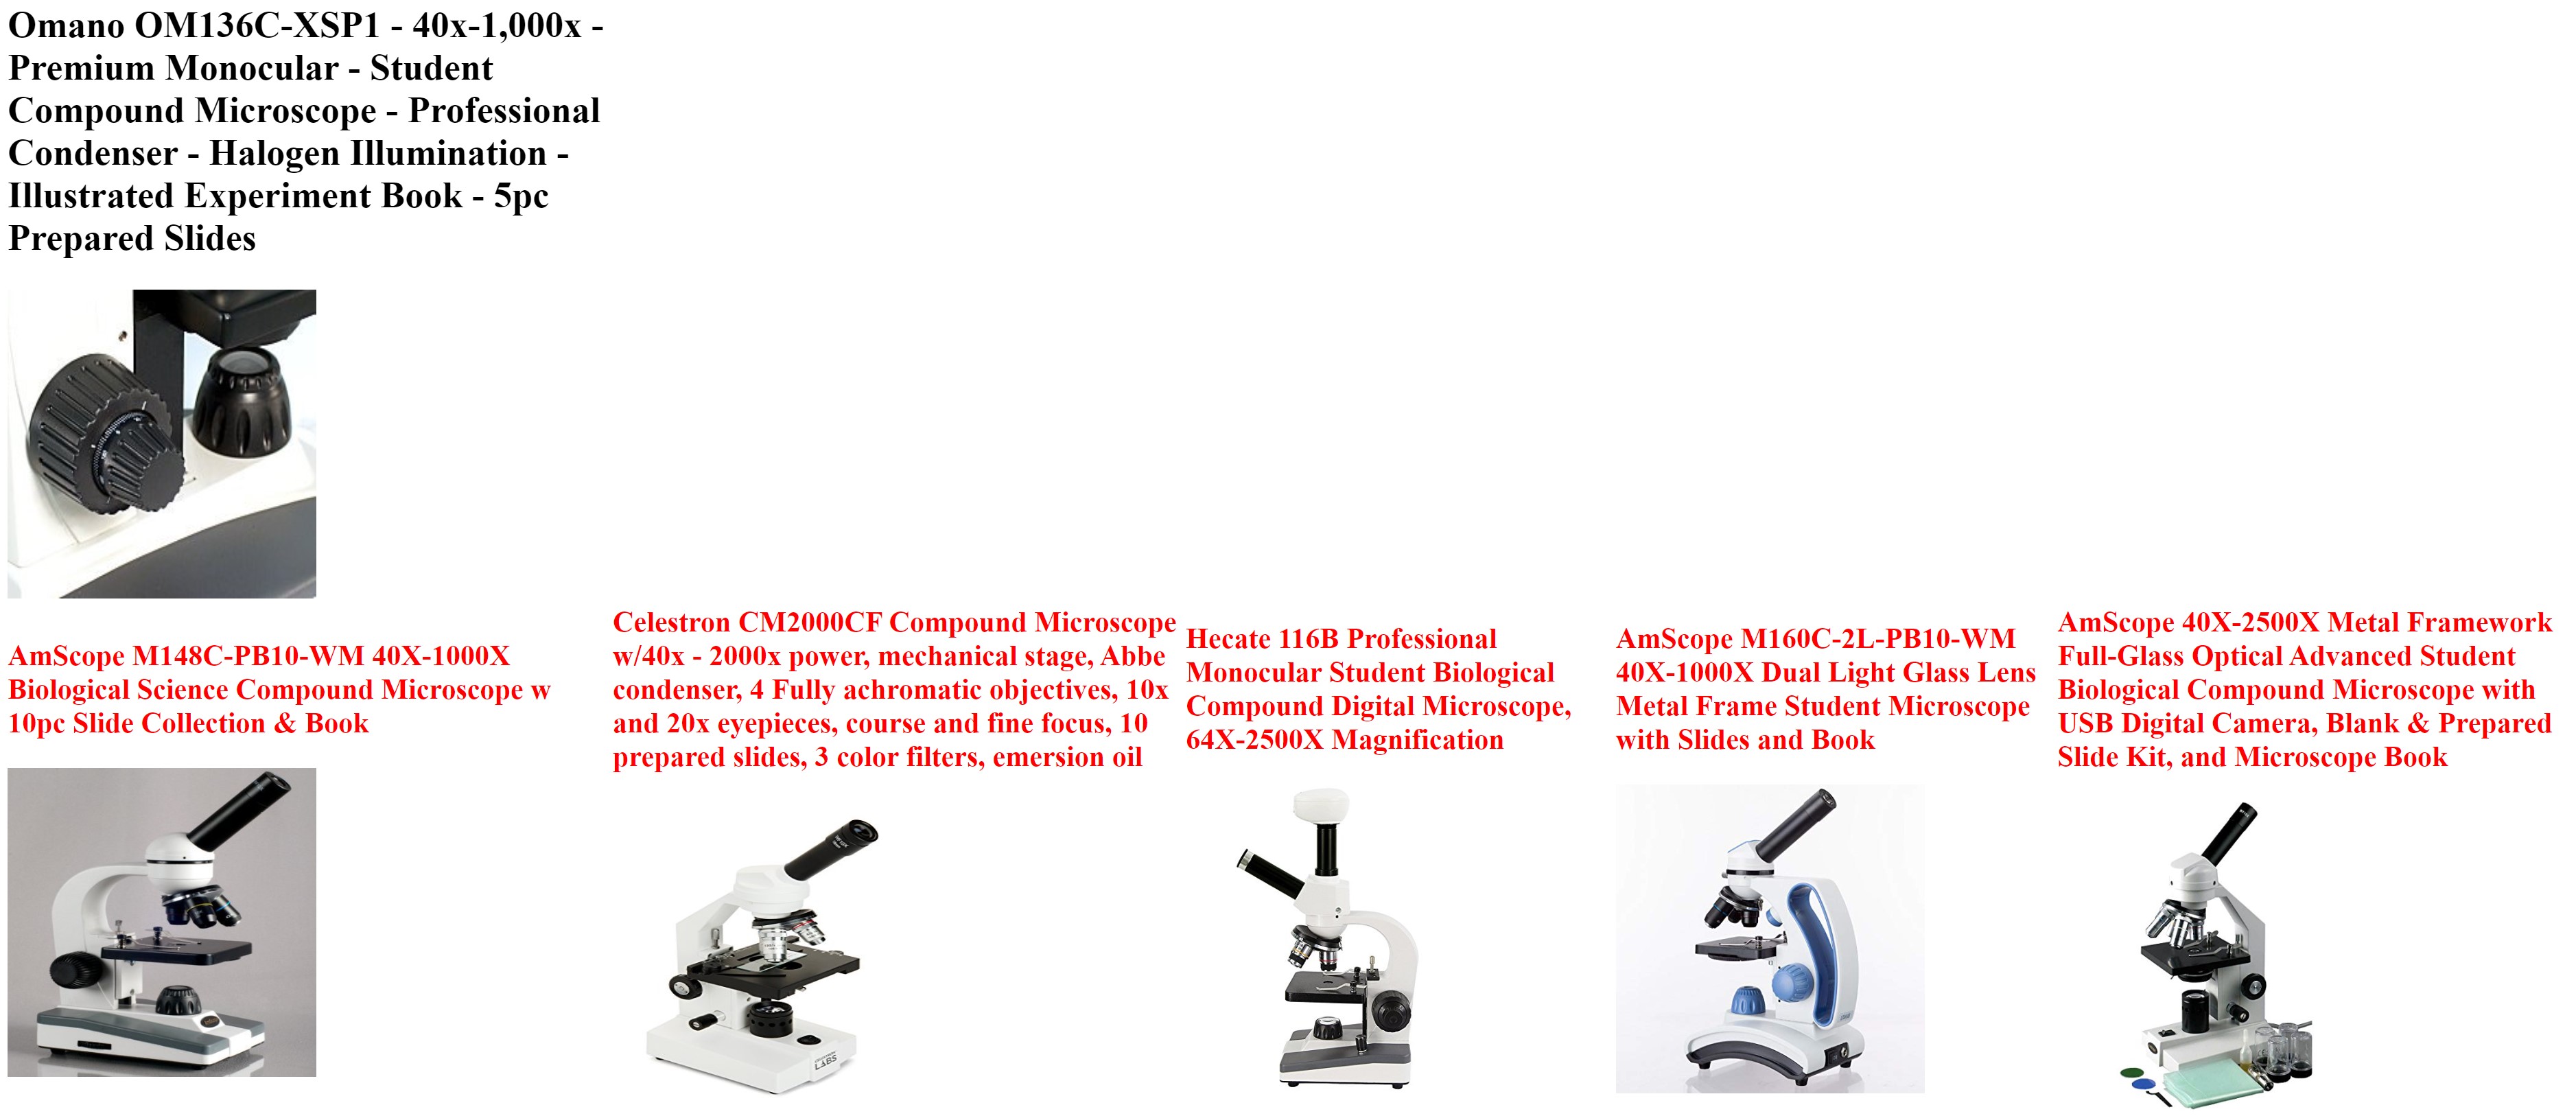 Omano OM136C-XSP1 - 40x-1,000x -
Premium Monocular - Student
Compound Microscope - Professional
Condenser - Halogen Illumination -
Illustrated Experiment Book - 5pc
Prepared Slides
AmScope M148C-PB10-WM 40X-1000X
Biological Science Compound Microscope w
10pc Slide Collection & Book
Celestron CM2000CF Compound Microscope
w/40x - 2000x power, mechanical stage, Abbe
condenser, 4 Fully achromatic objectives, 10x
and 20x eyepieces, course and fine focus, 10
prepared slides, 3 color filters, emersion oil
Hecate 116B Professional
Monocular Student Biological
Compound Digital Microscope,
64X-2500X Magnification
AmScope M160C-2L-PB10-WM
40X-1000X Dual Light Glass Lens
Metal Frame Student Microscope
with Slides and Book
AmScope 40X-2500X Metal Framework
Full-Glass Optical Advanced Student
Biological Compound Microscope with
USB Digital Camera, Blank & Prepared
Slide Kit, and Microscope Book
LABS